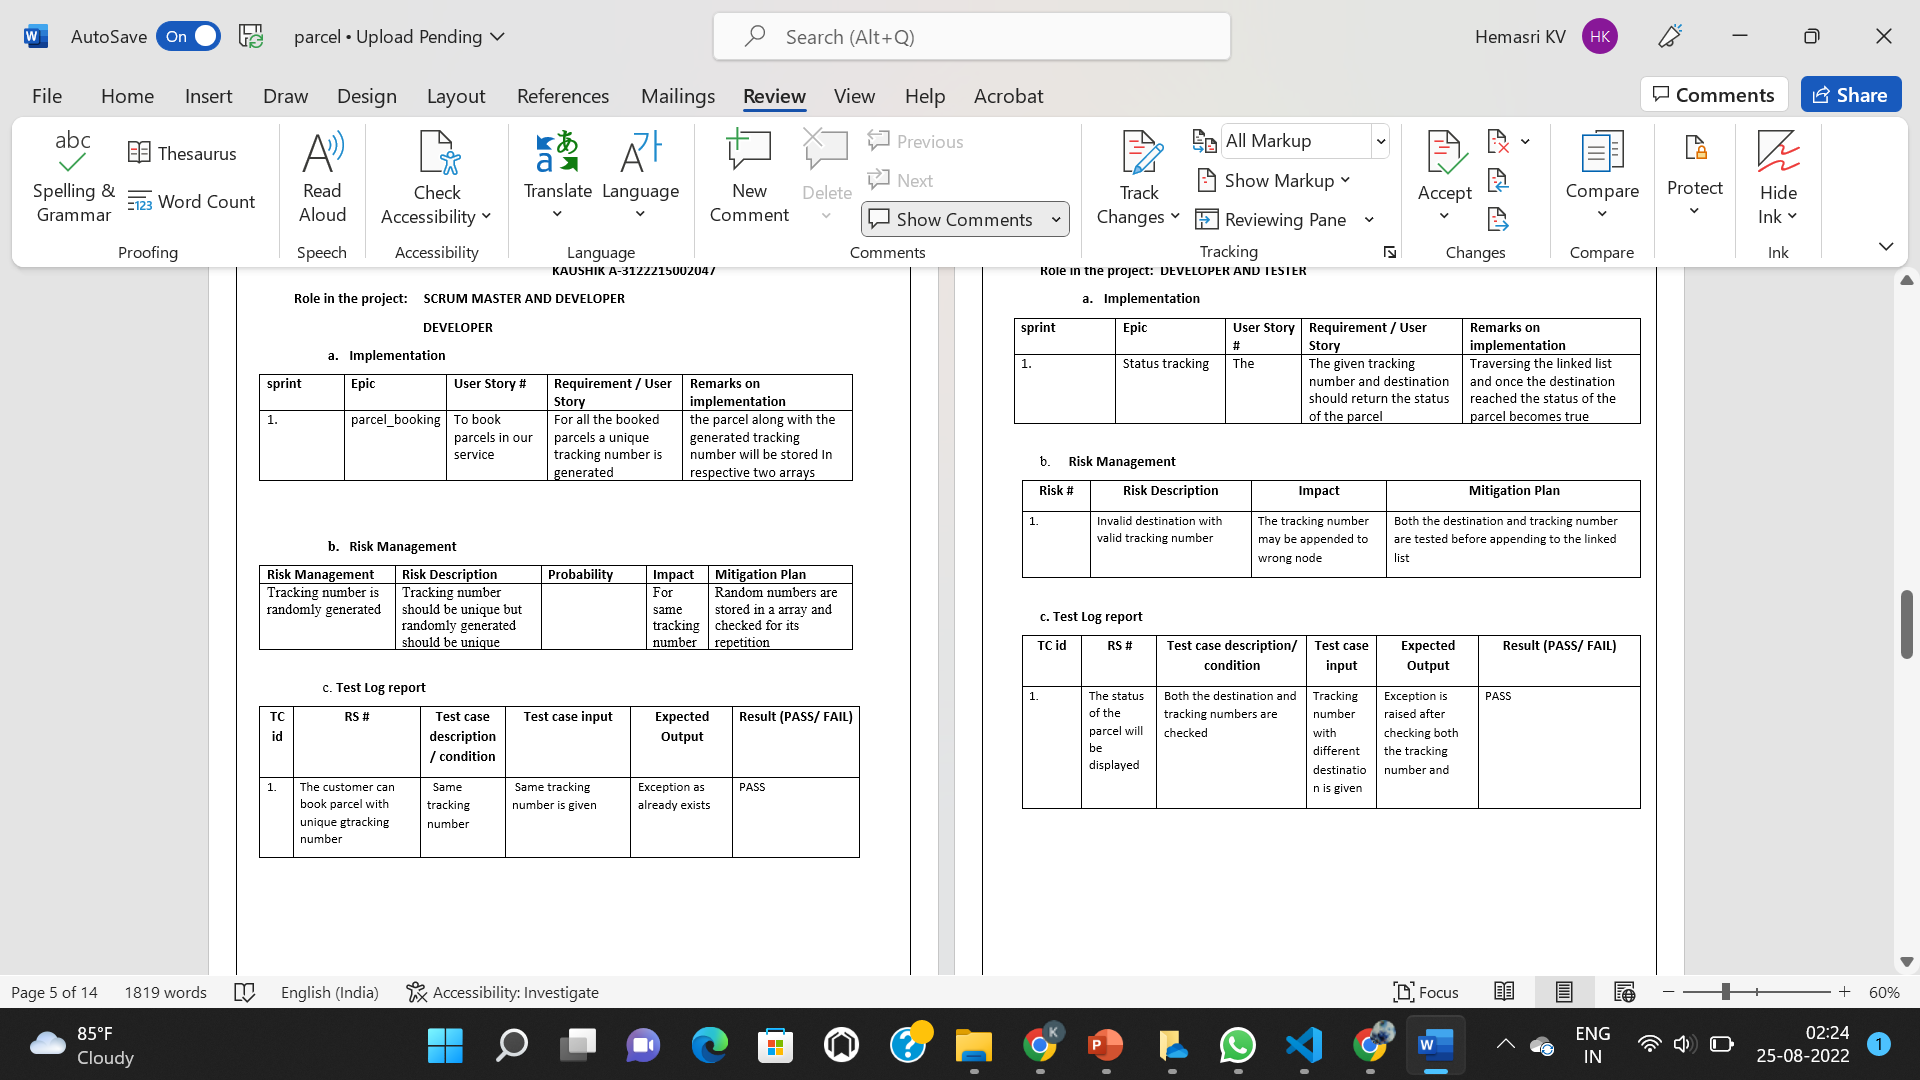 AutoSave On parcel • Upload Pending Search (Alt+Q) Hemasri KV HK
File Home Insert Draw Design Layout References Mailings Review View Help Acrobat Comments Share
abc
Spelling &
Grammar
Thesaurus
123 Word Count
Proofing
Read
Aloud
Speech
Check
Accessibility
Accessibility
Translate
Language
Language
New
Comment
Delete
Previous
Next
Show Comments
Comments
Track
Changes
All Markup
Show Markup
Reviewing Pane
Tracking
Accept
Changes
Compare
Compare
Protect
Hide
Ink
Ink
KAUSHIK A-3122215002047
Role in the project: SCRUM MASTER AND DEVELOPER
DEVELOPER
a. Implementation
sprint Epic User Story # Requirement / User Remarks on
Story implementation
1. parcel_booking To book For all the booked the parcel along with the
parcels in our parcels a unique generated tracking
service tracking number is number will be stored In
generated respective two arrays
b. Risk Management
Risk Management Risk Description Probability Impact Mitigation Plan
Tracking number is Tracking number For Random numbers are
randomly generated should be unique but same stored in a array and
randomly generated tracking checked for its
should be unique number repetition
c. Test Log report
TC RS # Test case Test case input Expected Result (PASS/ FAIL)
id description Output
/ condition
1. The customer can Same Same tracking Exception as PASS
book parcel with tracking number is given already exists
unique gtracking number
number
Role in the project: DEVELOPER AND TESTER
a. Implementation
sprint Epic User Story Requirement / User Remarks on
# Story implementation
1. Status tracking The The given tracking Traversing the linked list
number and destination and once the destination
should return the status reached the status of the
of the parcel parcel becomes true
b. Risk Management
Risk # Risk Description Impact Mitigation Plan
1. Invalid destination with The tracking number Both the destination and tracking number
valid tracking number may be appended to are tested before appending to the linked
wrong node list
c. Test Log report
TC id RS # Test case description/ Test case Expected Result (PASS/ FAIL)
condition input Output
1. The status Both the destination and Tracking Exception is PASS
of the tracking numbers are number raised after
parcel will checked with checking both
be different the tracking
displayed destinatio number and
n is given
Page 5 of 14 1819 words English (India) Accessibility: Investigate Focus 60%
85°F
Cloudy
K
P
W
ENG
IN
02:24
25-08-2022
1